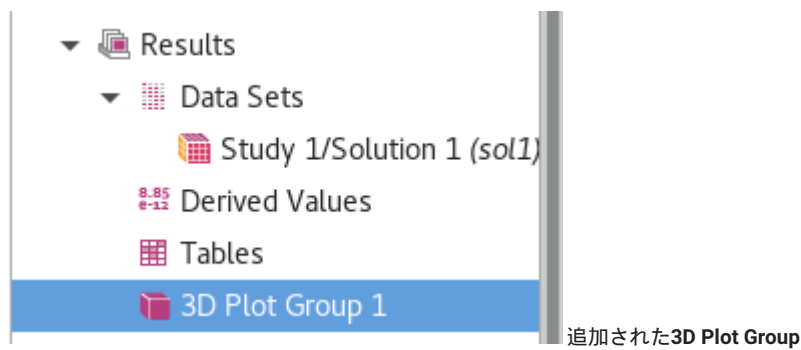 Results
Data Sets
Study 1/Solution 1 (sol1)
8.85
e-12
Derived Values
Tables
3D Plot Group 1
追加された3D Plot Group